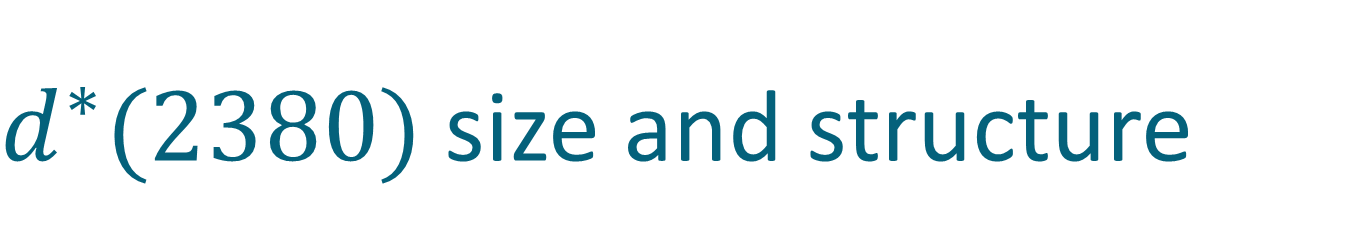 d*(2380) size and structure